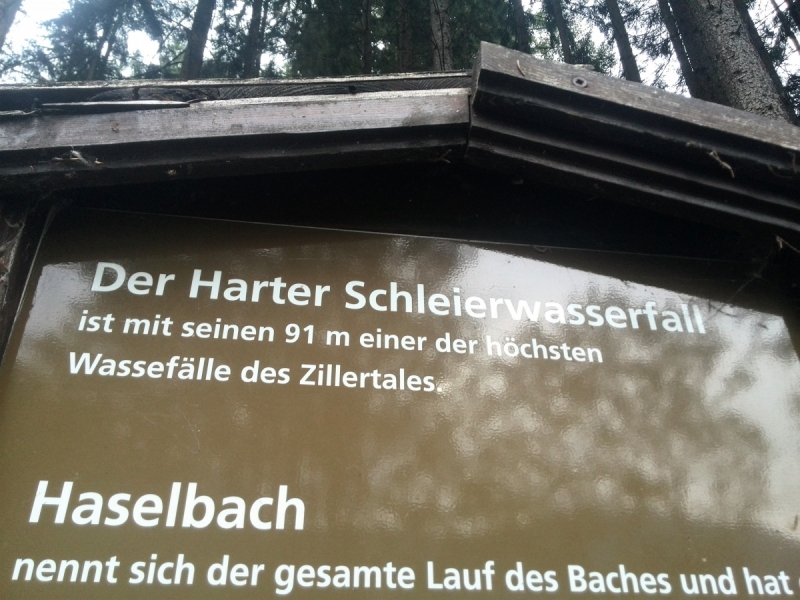 Der Harter Schleierwasserfall
ist mit seinen 91 m einer der höchsten
Wassefälle des Zillertales.
Haselbach
nennt sich der gesamte Lauf des Baches und hat